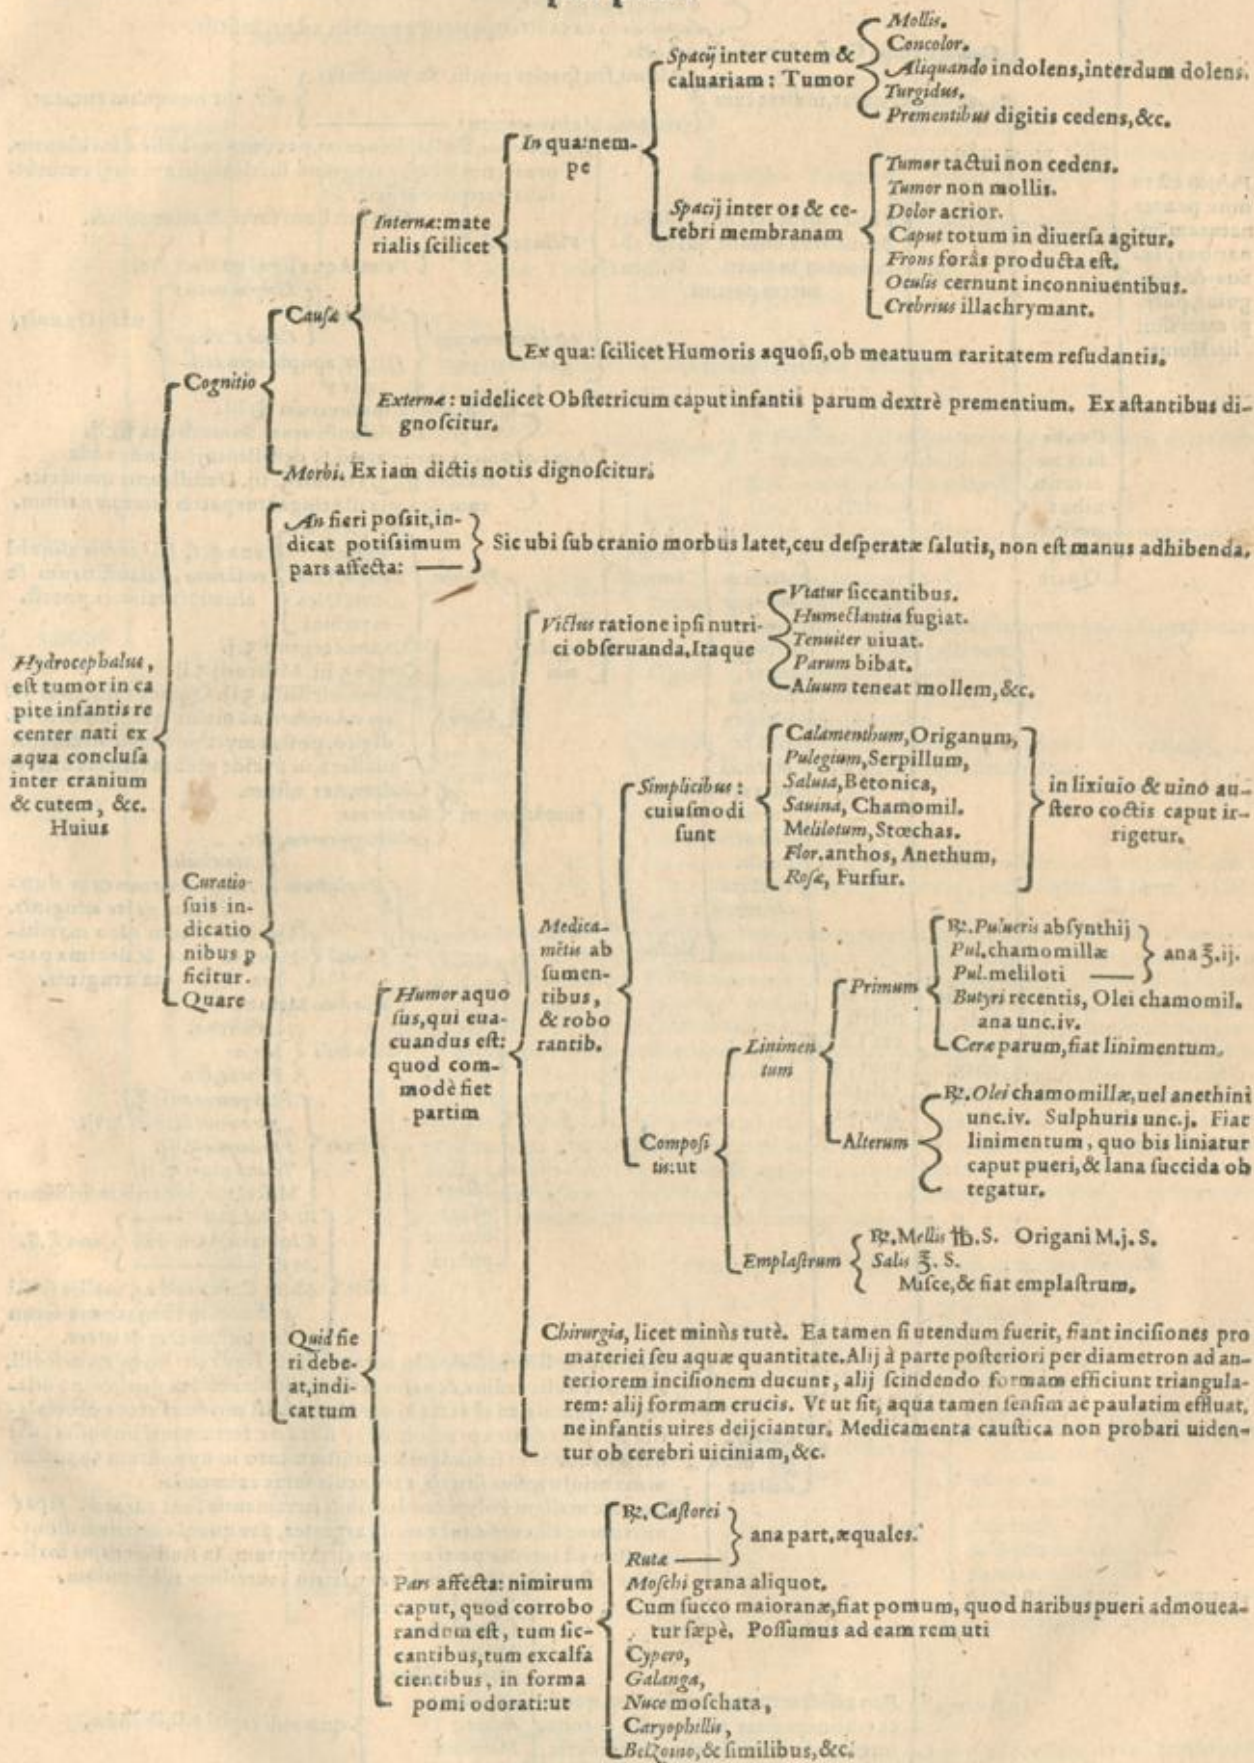 Hydrocephalus,
est tumor in ca
pite infantis re
center nati ex
aqua conclusa
inter cranium
& cutem, &c.
Huius
Cognitio
Causæ
Internæ: mate
rialis scilicet
In qua: nem-
pe
Spacij inter cutem &
caluariam: Tumor
Mollis.
Concolor.
Aliquando indolens, interdum dolens.
Turgidus.
Prementibus digitis cedens, &c.
Spacij inter os & ce-
rebri membranam
Tumor tactui non cedens.
Tumor non mollis.
Dolor acrior.
Caput totum in diuersa agitur.
Frons foràs producta est.
Oculis cernunt inconniuentibus.
Crebrius illachrymant.
Ex qua: scilicet Humoris aquosi, ob meatuum raritatem resudantis.
Externæ: uidelicet Obstetricum caput infantis parum dextrè prementium. Ex astantibus di-
gnoscitur.
Morbi. Ex iam dictis notis dignoscitur.
Curatio
suis in-
dicatio
nibus p
ficitur.
Quare
An fieri possit, in-
dicat potissimum
pars affecta:
Sic ubi sub cranio morbus latet, ceu desperatæ salutis, non est manus adhibenda.
Quid fie
ri debe-
at, indi-
cat tum
Humor aquo
sus, qui eua-
cuandus est:
quod com-
modè fiet
partim
Victus ratione ipsi nutri-
ci obseruanda. Itaque
Vtatur siccantibus.
Humectantia fugiat.
Tenuiter uiuat.
Parum bibat.
Aluum teneat mollem, &c.
Medica-
mẽtis ab
sumen-
tibus,
& robo
rantib.
Simplicibus:
cuiusmodi
sunt
Calamenthum, Origanum,
Pulegium, Serpillum,
Saluia, Betonica,
Sauina, Chamomil.
Melilotum, Stœchas.
Flor. anthos, Anethum,
Rosæ, Furfur.
in lixiuio & uino au-
stero coctis caput ir-
rigetur.
Composi
tis: ut
Linimen
tum
Primum
℞. Pulueris absynthij
Pul. chamomillæ
Pul. meliloti
ana ℥. ij.
Butyri recentis, Olei chamomil.
ana unc. iv.
Ceræ parum, fiat linimentum.
Alterum
℞. Olei chamomillæ, uel anethini
unc. iv. Sulphuris unc. j. Fiat
linimentum, quo bis liniatur
caput pueri, & lana succida ob
tegatur.
Emplastrum
℞. Mellis ℔. S. Origani M. j. S.
Salis ℥. S.
Misce, & fiat emplastrum.
Chirurgia, licet minùs tutè. Ea tamen si utendum fuerit, fiant incisiones pro
materiei seu aquæ quantitate. Alij à parte posteriori per diametron ad an-
teriorem incisionem ducunt, alij scindendo formam efficiunt triangula-
rem: alij formam crucis. Vt ut sit, aqua tamen sensim ac paulatim effluat,
ne infantis uires deijciantur. Medicamenta caustica non probari uiden-
tur ob cerebri uiciniam, &c.
Pars affecta: nimirum
caput, quod corrobo
randum est, tum sic-
cantibus, tum excalfa
cientibus, in forma
pomi odorati: ut
℞. Castorei
Rutæ
ana part. æquales.
Moschi grana aliquot.
Cum succo maioranæ, fiat pomum, quod naribus pueri admouea-
tur sæpè. Possumus ad eam rem uti
Cypero,
Galanga,
Nuce moschata,
Caryophillis,
Belzoino, & similibus, &c.